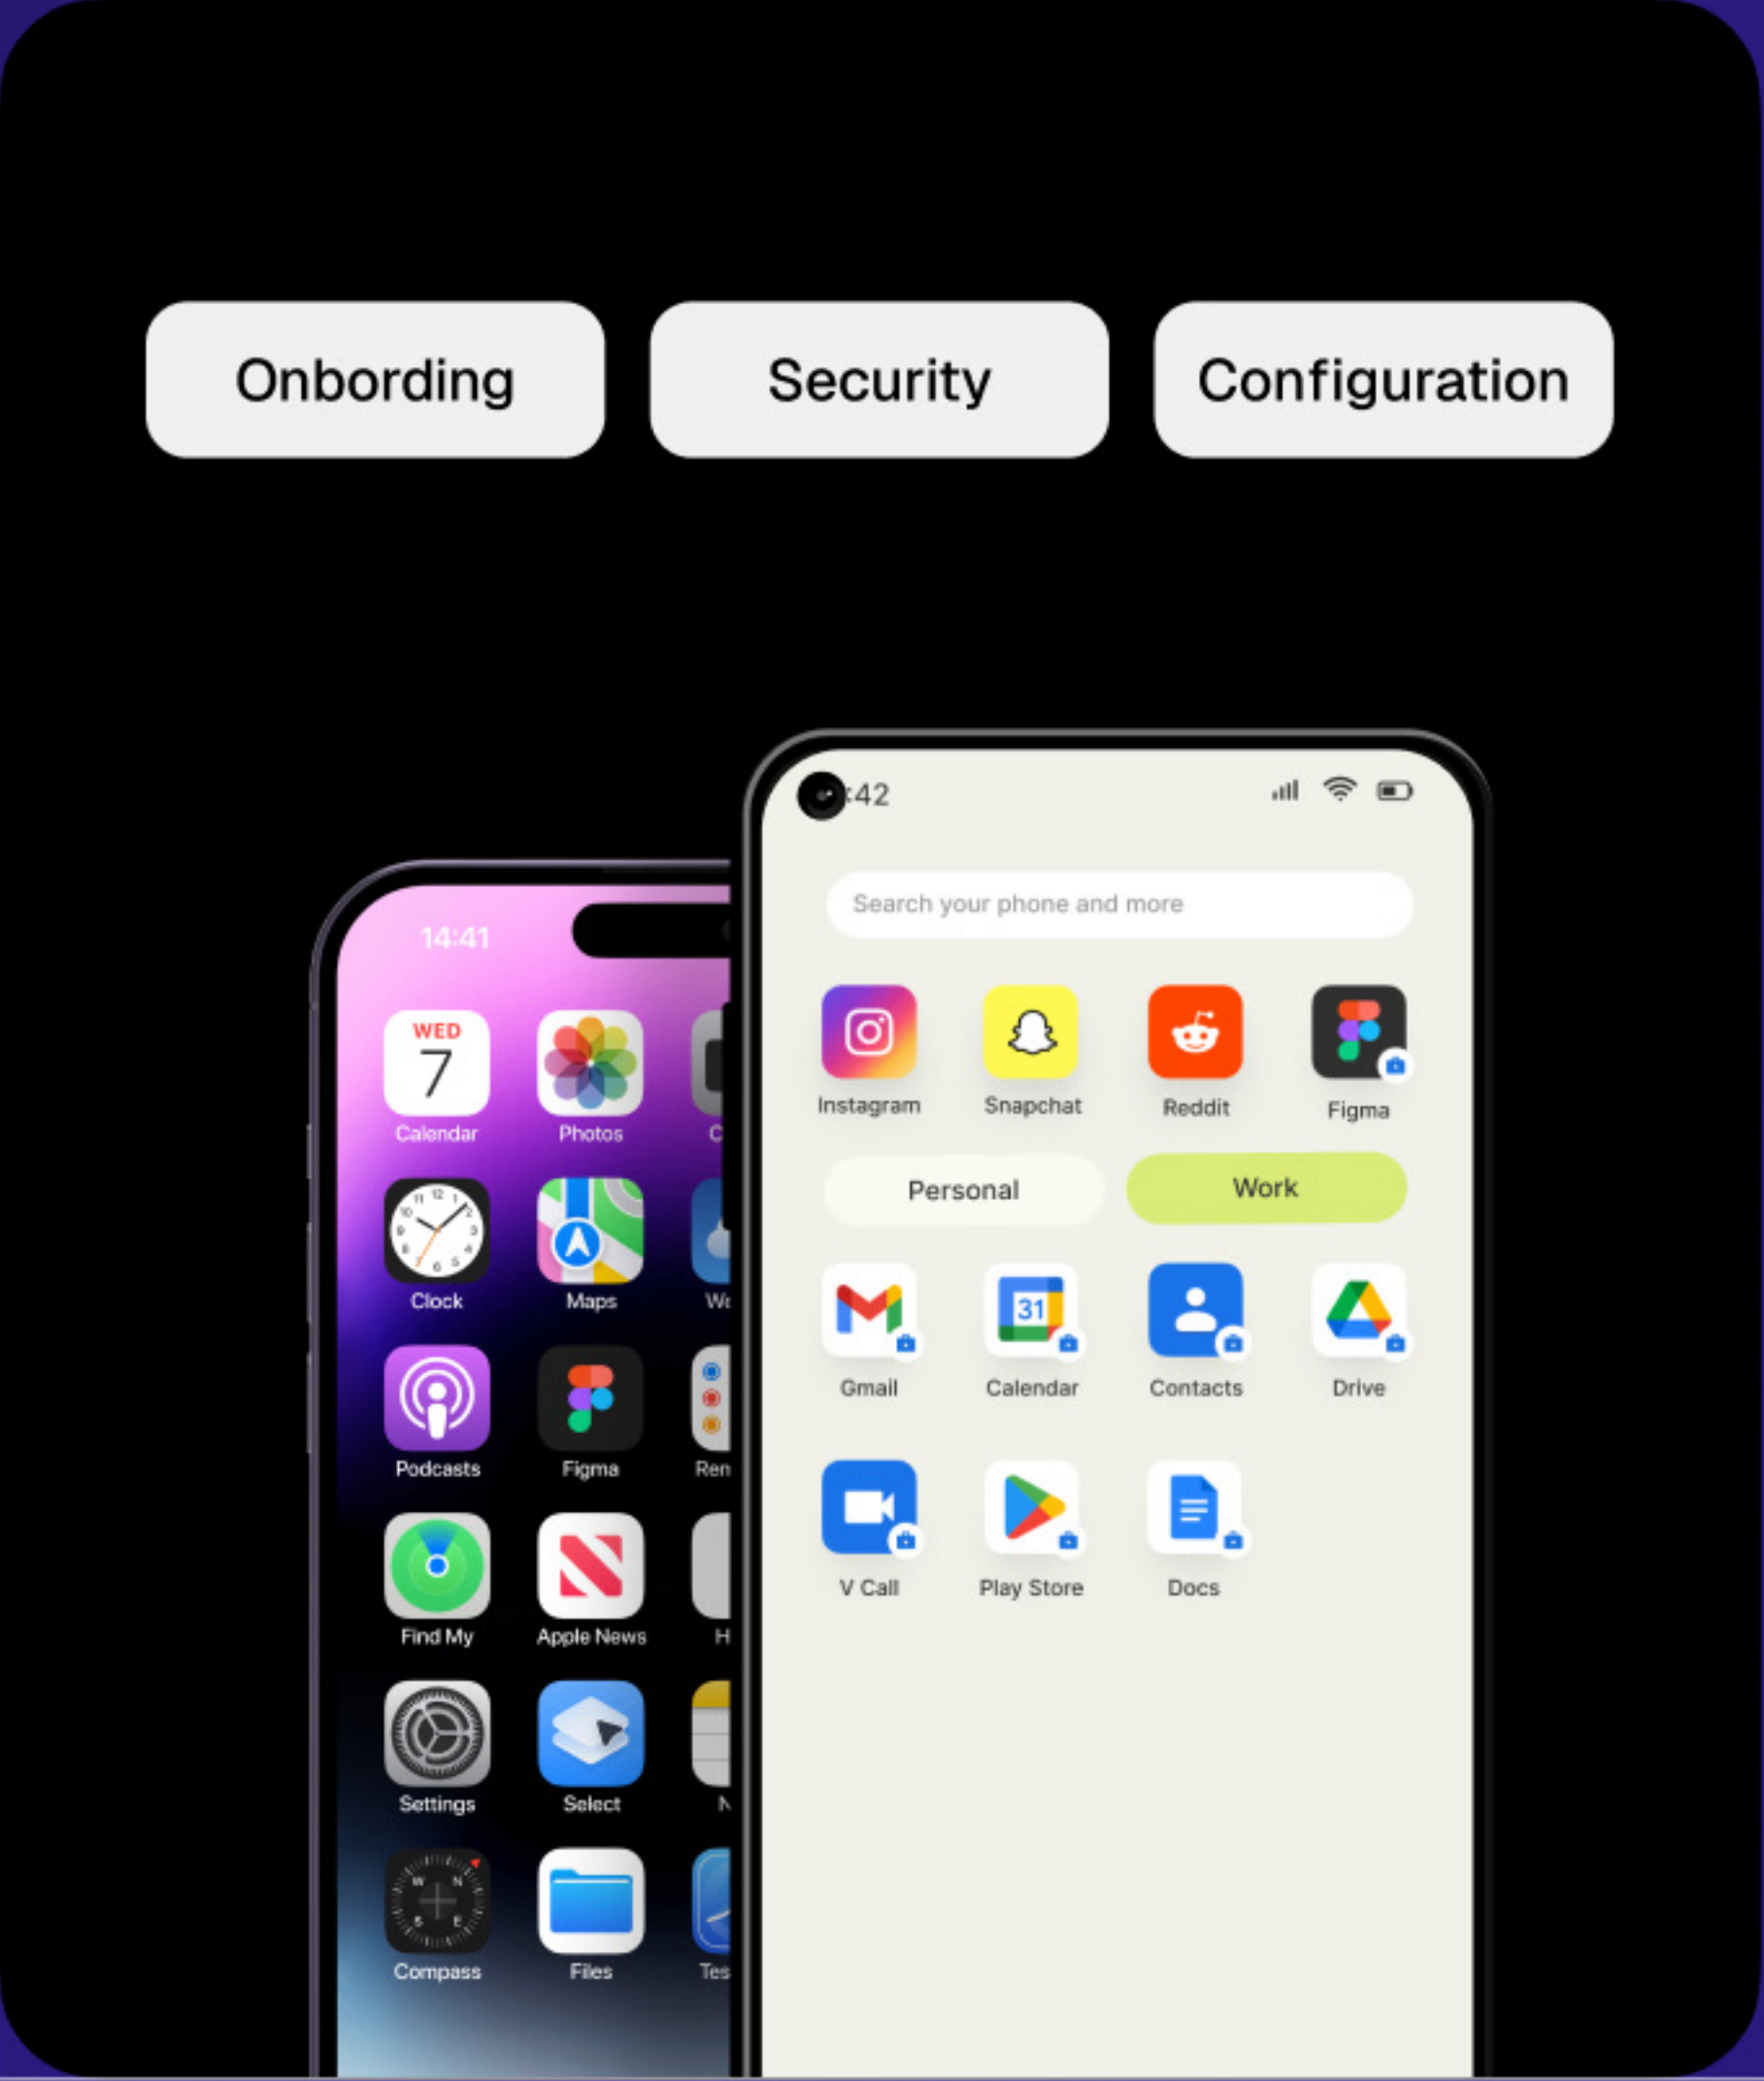 Onbording
Security
Configuration
14:41
WED
7
Calendar
Photos
Clock
Maps
Podcasts
Figma
Find My
Apple News
Settings
Select
W N
S E
Compass
Files
:42
Search your phone and more
Instagram
Snapchat
Reddit
Figma
Personal
Work
31
Gmail
Calendar
Contacts
Drive
V Call
Play Store
Docs